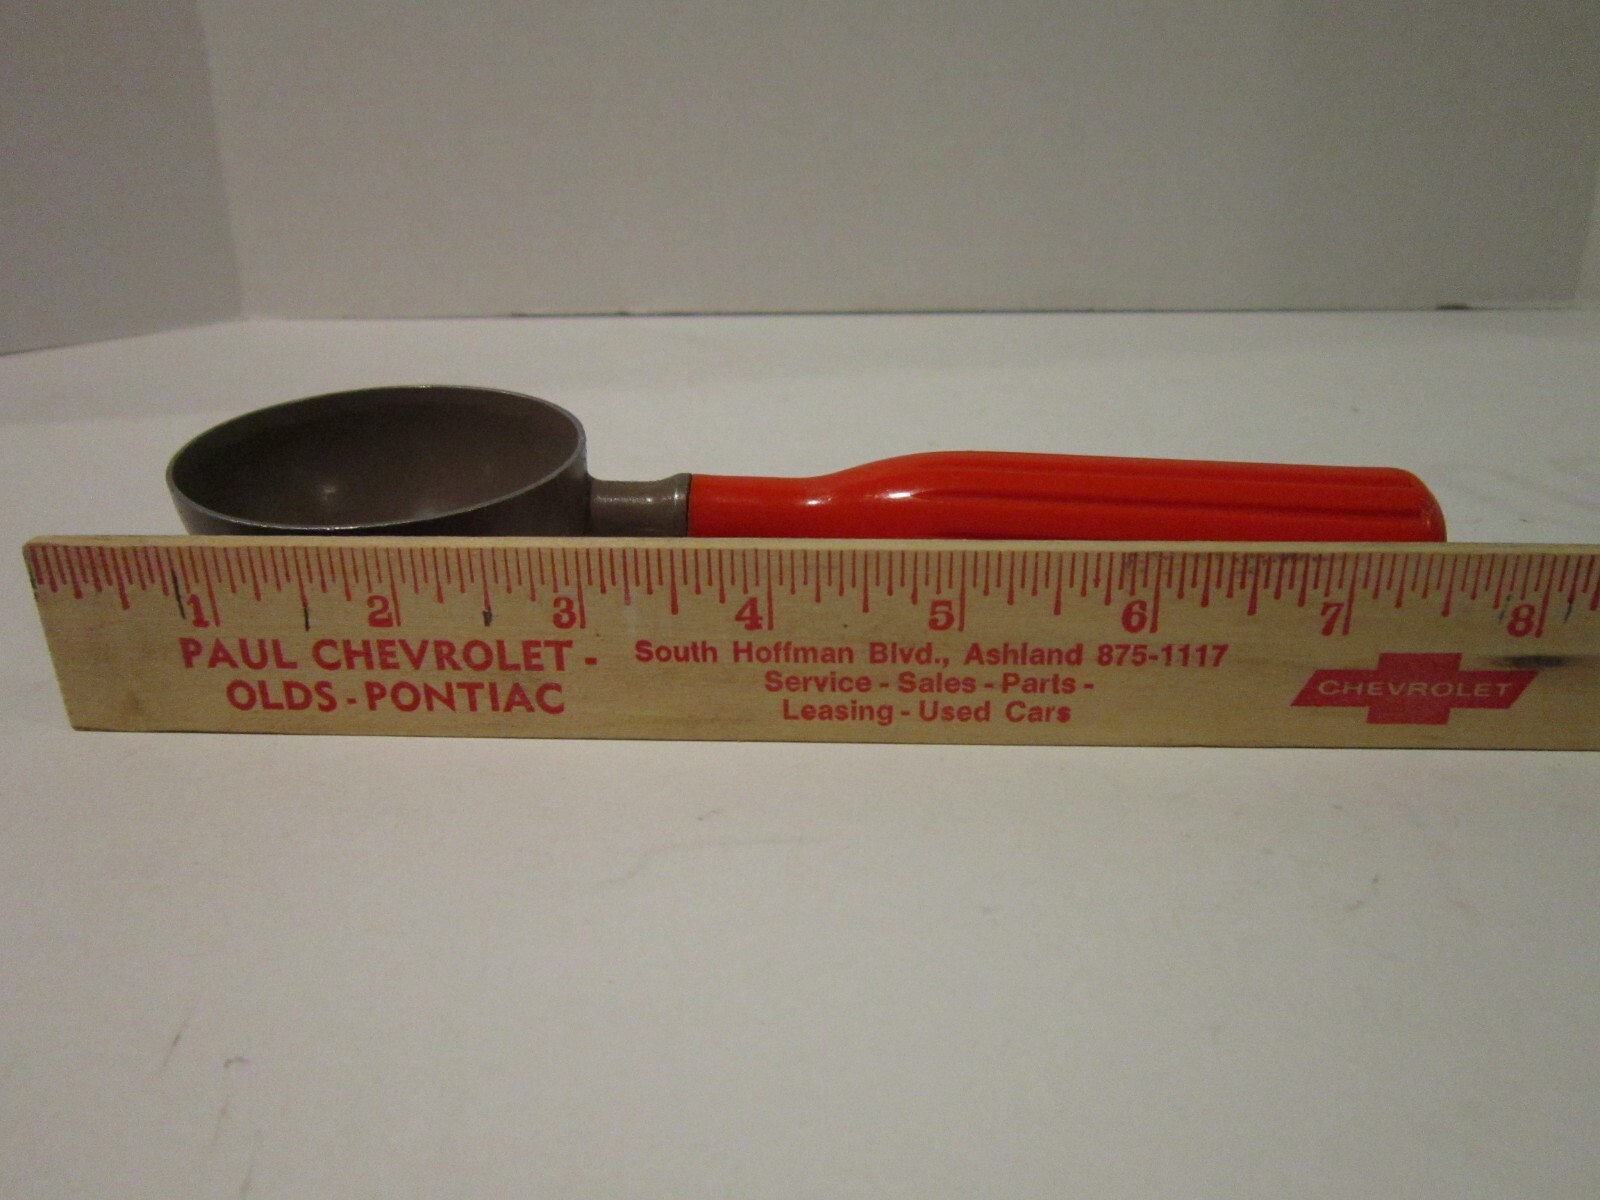 1 2 3 4 5 6 7 8
PAUL CHEVROLET -
OLDS - PONTIAC
South Hoffman Blvd., Ashland 875-1117
Service - Sales - Parts -
Leasing - Used Cars
CHEVROLET